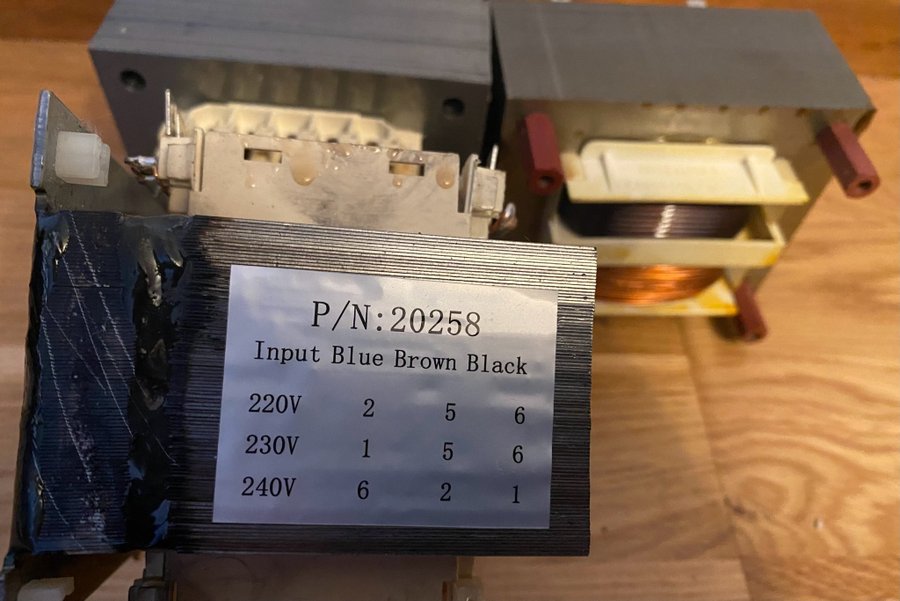 P/N:20258
Input Blue Brown Black
220V 2 5 6
230V 1 5 6
240V 6 2 1